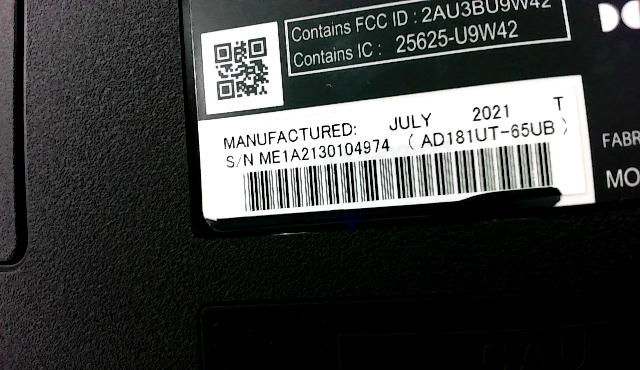 Contains FCC ID : 2AU3BU9W42
Contains IC : 25625-U9W42
MANUFACTURED: JULY 2021 T
S/N ME1A2130104974 ( AD181UT-65UB )
FABR
MO